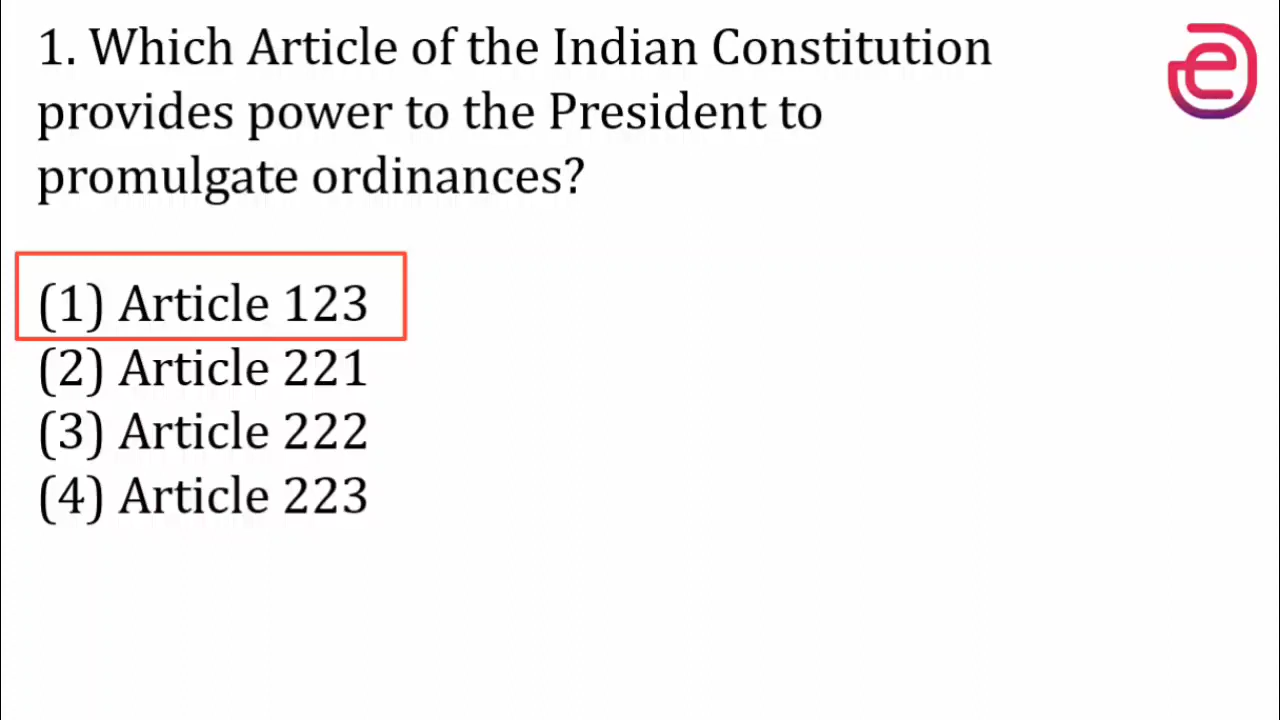 1. Which Article of the Indian Constitution
provides power to the President to
promulgate ordinances?
(1) Article 123
(2) Article 221
(3) Article 222
(4) Article 223